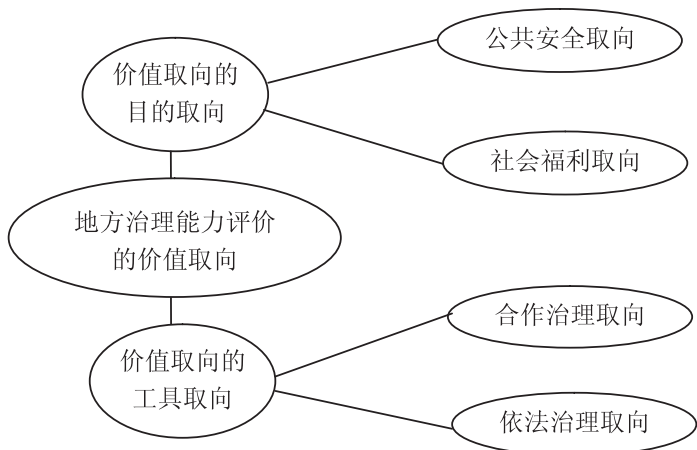 公共安全取向
价值取向的
目的取向
社会福利取向
地方治理能力评价
的价值取向
合作治理取向
价值取向的
工具取向
依法治理取向